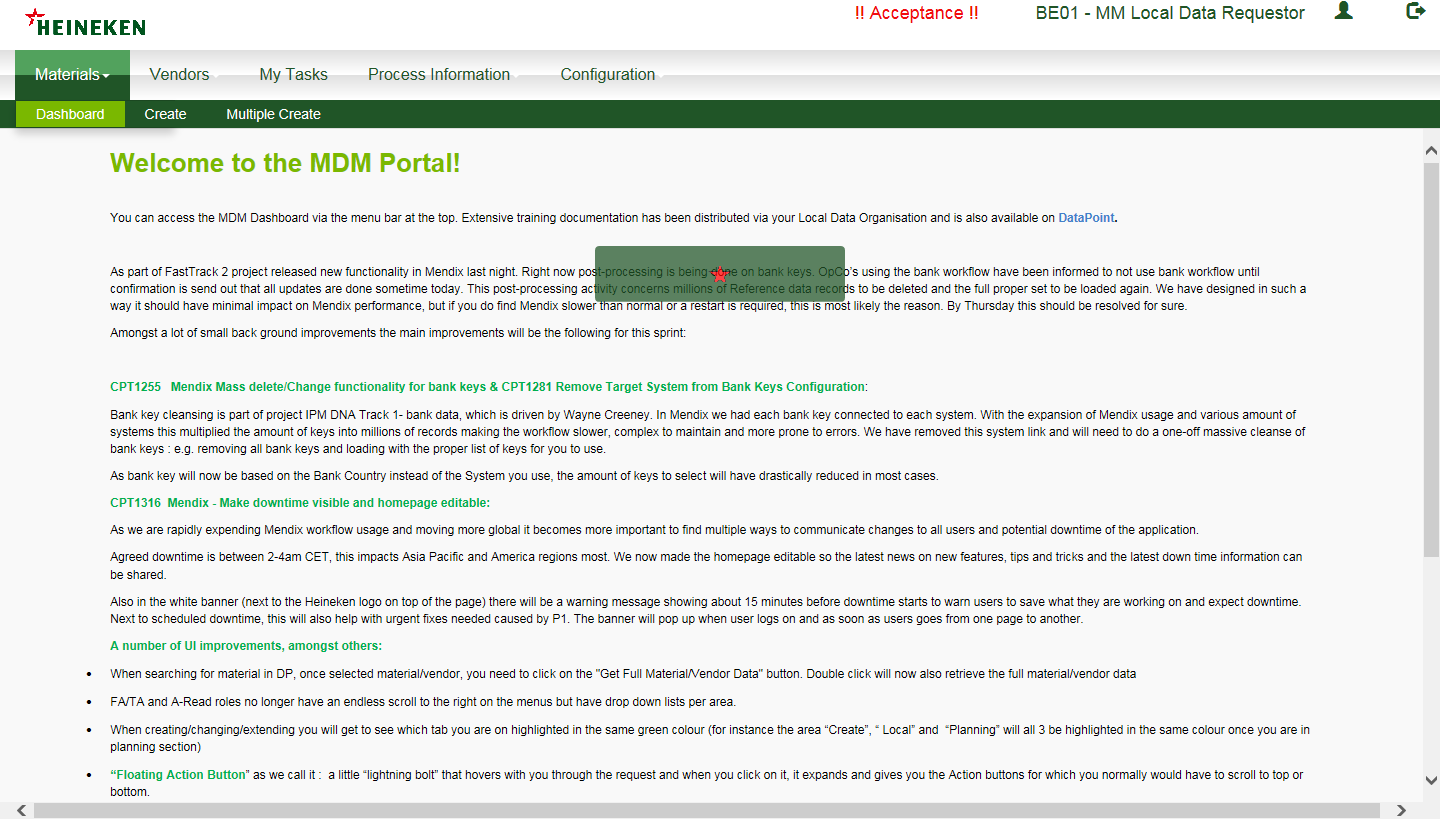 HEINEKEN
!! Acceptance !!
BE01 - MM Local Data Requestor
Materials
Vendors
My Tasks
Process Information
Configuration
Dashboard
Create
Multiple Create
Welcome to the MDM Portal!
You can access the MDM Dashboard via the menu bar at the top. Extensive training documentation has been distributed via your Local Data Organisation and is also available on DataPoint.
As part of FastTrack 2 project released new functionality in Mendix last night. Right now post-processing is being done on bank keys. OpCo's using the bank workflow have been informed to not use bank workflow until
confirmation is send out that all updates are done sometime today. This post-processing activity concerns millions of Reference data records to be deleted and the full proper set to be loaded again. We have designed in such a
way it should have minimal impact on Mendix performance, but if you do find Mendix slower than normal or a restart is required, this is most likely the reason. By Thursday this should be resolved for sure.
Amongst a lot of small back ground improvements the main improvements will be the following for this sprint:
CPT1255   Mendix Mass delete/Change functionality for bank keys & CPT1281 Remove Target System from Bank Keys Configuration:
Bank key cleansing is part of project IPM DNA Track 1- bank data, which is driven by Wayne Creeney. In Mendix we had each bank key connected to each system. With the expansion of Mendix usage and various amount of
systems this multiplied the amount of keys into millions of records making the workflow slower, complex to maintain and more prone to errors. We have removed this system link and will need to do a one-off massive cleanse of
bank keys : e.g. removing all bank keys and loading with the proper list of keys for you to use.
As bank key will now be based on the Bank Country instead of the System you use, the amount of keys to select will have drastically reduced in most cases.
CPT1316  Mendix - Make downtime visible and homepage editable:
As we are rapidly expending Mendix workflow usage and moving more global it becomes more important to find multiple ways to communicate changes to all users and potential downtime of the application.
Agreed downtime is between 2-4am CET, this impacts Asia Pacific and America regions most. We now made the homepage editable so the latest news on new features, tips and tricks and the latest down time information can
be shared.
Also in the white banner (next to the Heineken logo on top of the page) there will be a warning message showing about 15 minutes before downtime starts to warn users to save what they are working on and expect downtime.
Next to scheduled downtime, this will also help with urgent fixes needed caused by P1. The banner will pop up when user logs on and as soon as users goes from one page to another.
A number of UI improvements, amongst others:
• When searching for material in DP, once selected material/vendor, you need to click on the "Get Full Material/Vendor Data" button. Double click will now also retrieve the full material/vendor data
• FA/TA and A-Read roles no longer have an endless scroll to the right on the menus but have drop down lists per area.
• When creating/changing/extending you will get to see which tab you are on highlighted in the same green colour (for instance the area “Create”, “ Local” and  “Planning” will all 3 be highlighted in the same colour once you are in
planning section)
• “Floating Action Button” as we call it :  a little “lightning bolt” that hovers with you through the request and when you click on it, it expands and gives you the Action buttons for which you normally would have to scroll to top or
bottom.